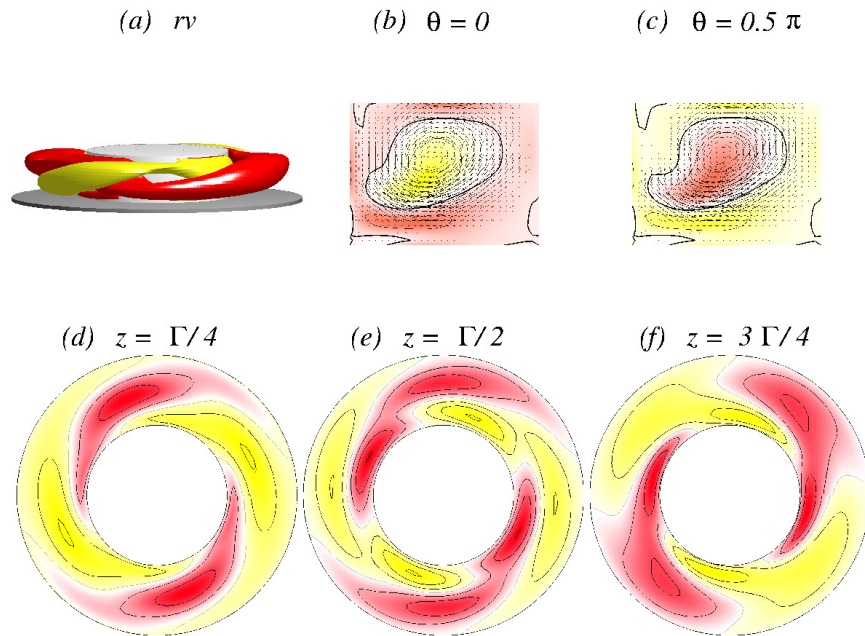 (a) rv (b) θ = 0 (c) θ = 0.5 π
(d) z = Γ/4 (e) z = Γ/2 (f) z = 3 Γ/4